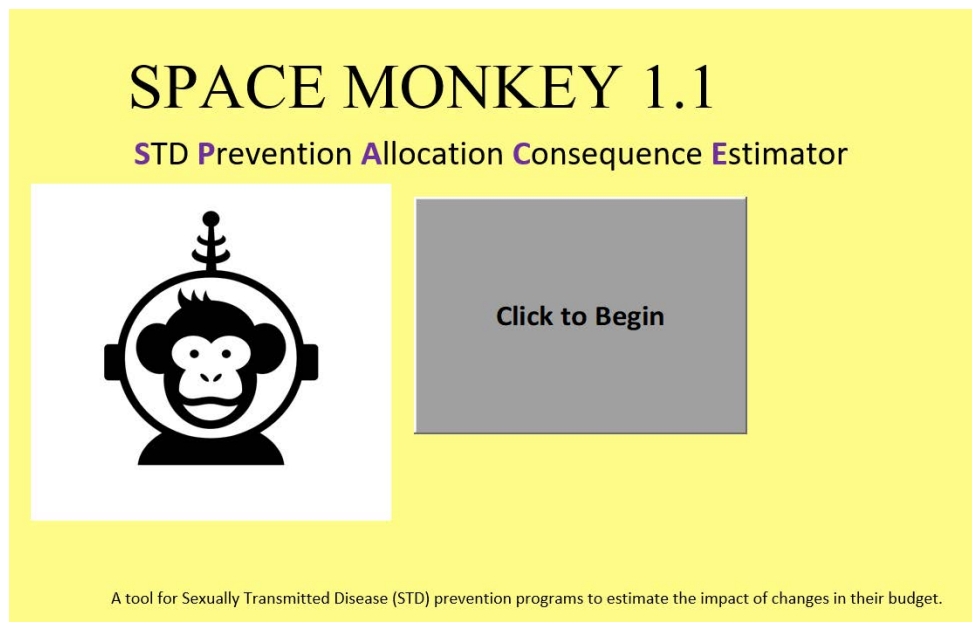 SPACE MONKEY 1.1
STD Prevention Allocation Consequence Estimator
Click to Begin
A tool for Sexually Transmitted Disease (STD) prevention programs to estimate the impact of changes in their budget.